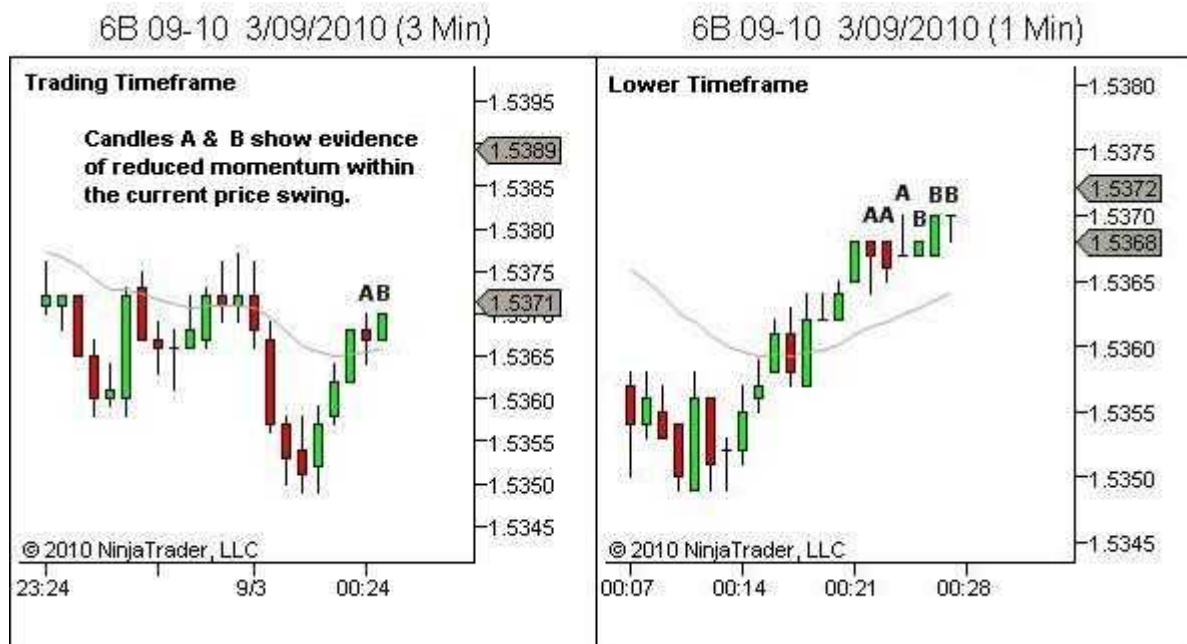 6B 09-10 3/09/2010 (3 Min)
Trading Timeframe
Candles A & B show evidence
of reduced momentum within
the current price swing.
1.5395
1.5389
1.5385
1.5380
1.5375
1.5371
1.5365
1.5360
1.5355
1.5350
1.5345
A B
© 2010 NinjaTrader, LLC
23:24 9/3 00:24
6B 09-10 3/09/2010 (1 Min)
Lower Timeframe
1.5380
1.5375
1.5372
1.5370
1.5368
1.5365
1.5360
1.5355
1.5350
1.5345
A
A A B B
B
© 2010 NinjaTrader, LLC
00:07 00:14 00:21 00:28